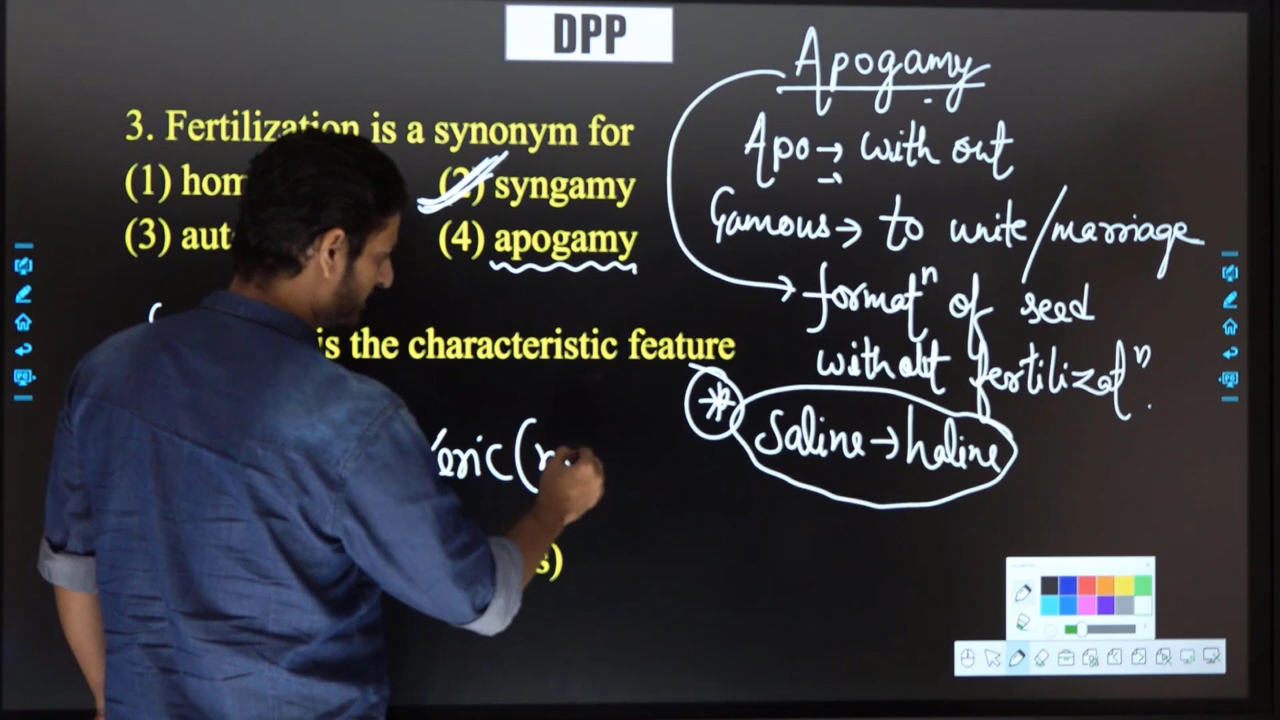 DPP
3. Fertilization is a synonym for
(1) hom
(2) syngamy
(3) aut
(4) apogamy
is the characteristic feature
eric (
s)
Apogamy
Apo → with out
Gamous → to unite/marriage
formatⁿ of seed
without fertilizatⁿ.
* Saline → haline